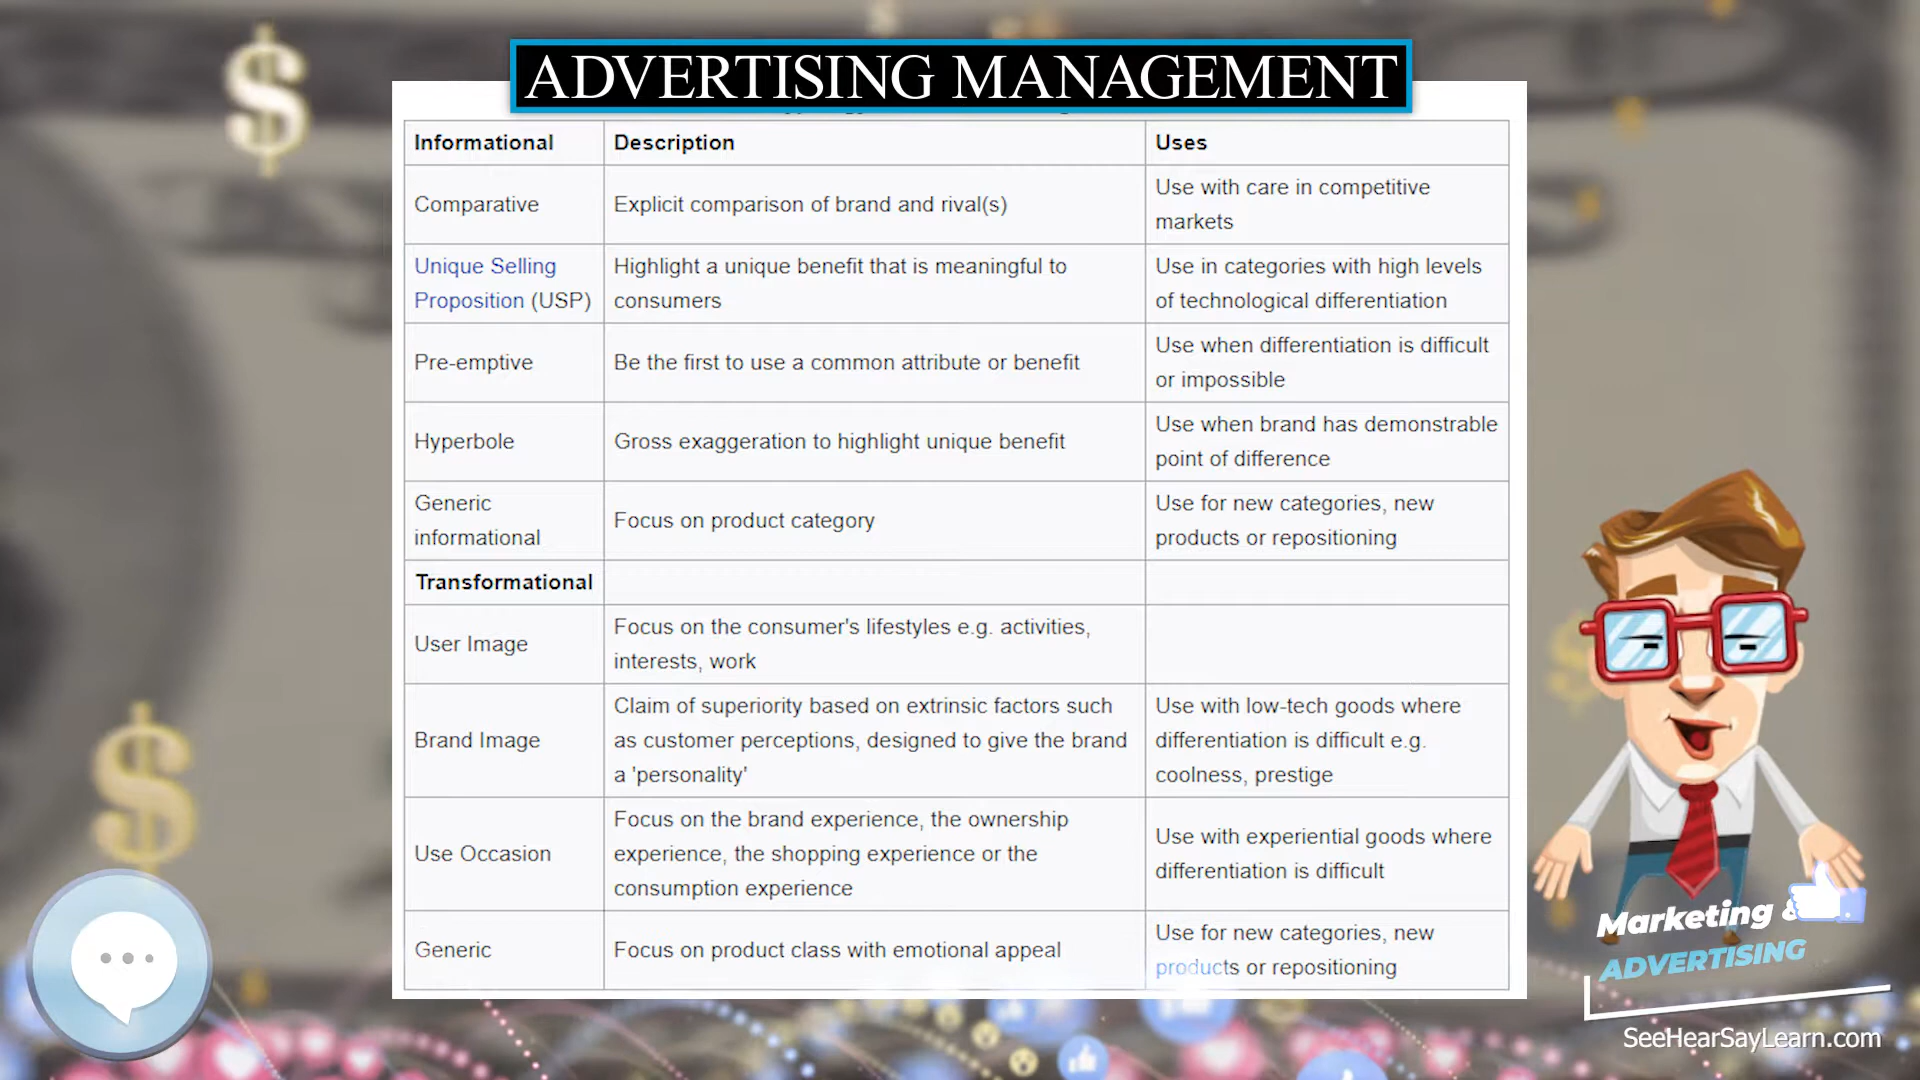 ADVERTISING MANAGEMENT
Informational Description Uses
Comparative Explicit comparison of brand and rival(s) Use with care in competitive
markets
Unique Selling
Proposition (USP) Highlight a unique benefit that is meaningful to
consumers Use in categories with high levels
of technological differentiation
Pre-emptive Be the first to use a common attribute or benefit Use when differentiation is difficult
or impossible
Hyperbole Gross exaggeration to highlight unique benefit Use when brand has demonstrable
point of difference
Generic
informational Focus on product category Use for new categories, new
products or repositioning
Transformational
User Image Focus on the consumer's lifestyles e.g. activities,
interests, work
Brand Image Claim of superiority based on extrinsic factors such
as customer perceptions, designed to give the brand
a 'personality' Use with low-tech goods where
differentiation is difficult e.g.
coolness, prestige
Use Occasion Focus on the brand experience, the ownership
experience, the shopping experience or the
consumption experience Use with experiential goods where
differentiation is difficult
Generic Focus on product class with emotional appeal Use for new categories, new
products or repositioning
Marketing &
ADVERTISING
SeeHearSayLearn.com